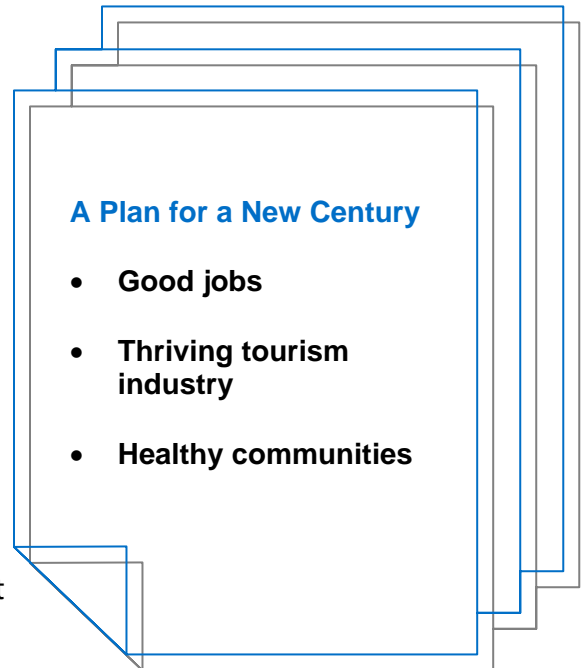 A Plan for a New Century
• Good jobs
• Thriving tourism
industry
• Healthy communities
t